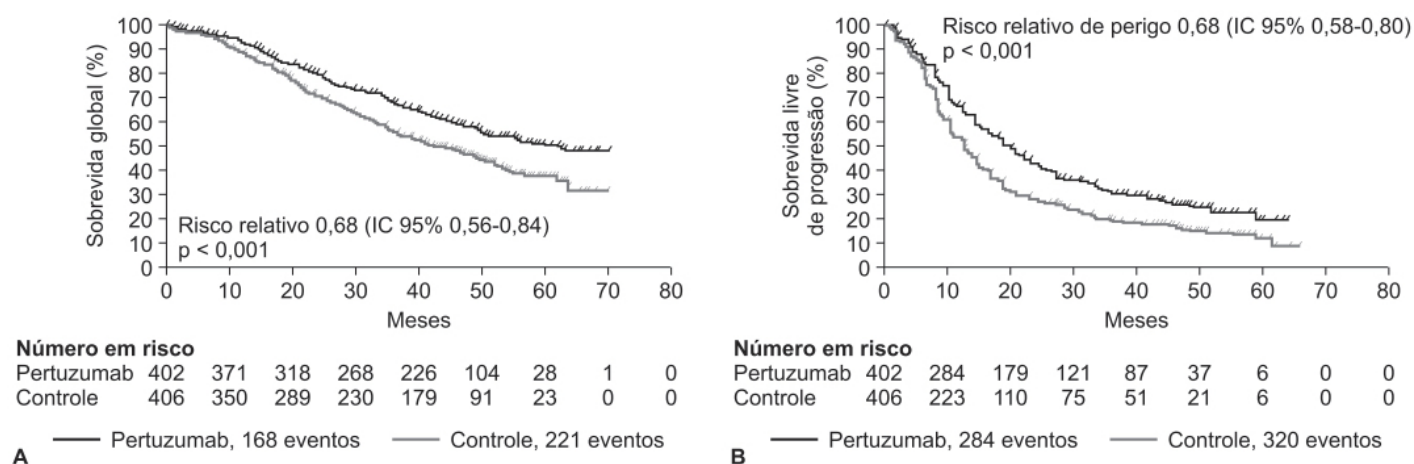 Sobrevida global (%)
100
90
80
70
60
50
40
30
20
10
0
Risco relativo 0,68 (IC 95% 0,56-0,84)
p < 0,001
0 10 20 30 40 50 60 70 80
Meses
Número em risco
Pertuzumab 402 371 318 268 226 104 28 1 0
Controle 406 350 289 230 179 91 23 0 0
Pertuzumab, 168 eventos Controle, 221 eventos
A
Sobrevida livre
de progressão (%)
100
90
80
70
60
50
40
30
20
10
0
Risco relativo de perigo 0,68 (IC 95% 0,58-0,80)
p < 0,001
0 10 20 30 40 50 60 70 80
Meses
Número em risco
Pertuzumab 402 284 179 121 87 37 6 0 0
Controle 406 223 110 75 51 21 6 0 0
Pertuzumab, 284 eventos Controle, 320 eventos
B